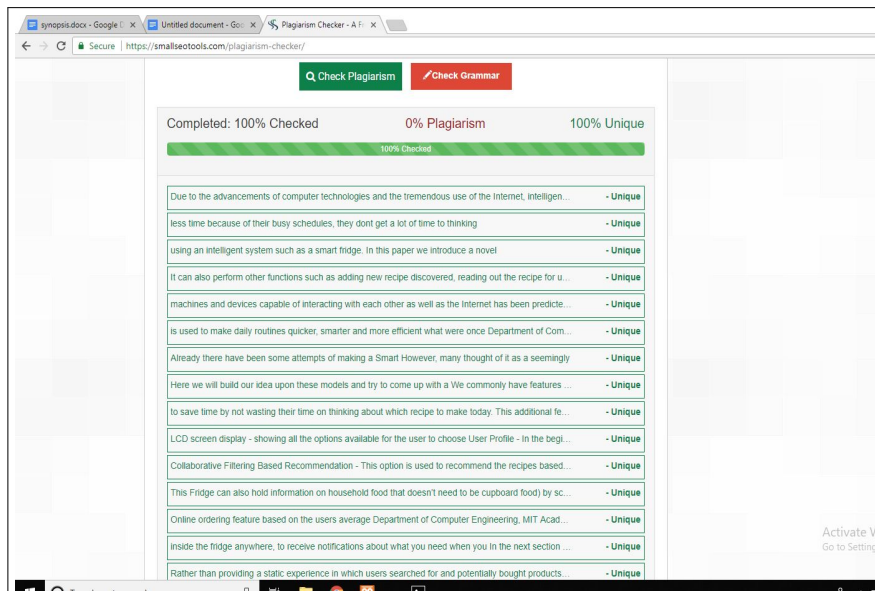 synopsis.docx - Google D
Untitled document - Goo
Plagiarism Checker - A F
Secure | https://smallseotools.com/plagiarism-checker/
Check Plagiarism
Check Grammar
Completed: 100% Checked 0% Plagiarism 100% Unique
100% Checked
Due to the advancements of computer technologies and the tremendous use of the Internet, intelligen... - Unique
less time because of their busy schedules, they dont get a lot of time to thinking - Unique
using an intelligent system such as a smart fridge. In this paper we introduce a novel - Unique
It can also perform other functions such as adding new recipe discovered, reading out the recipe for u... - Unique
machines and devices capable of interacting with each other as well as the Internet has been predicte... - Unique
is used to make daily routines quicker, smarter and more efficient what were once Department of Com... - Unique
Already there have been some attempts of making a Smart However, many thought of it as a seemingly - Unique
Here we will build our idea upon these models and try to come up with a We commonly have features ... - Unique
to save time by not wasting their time on thinking about which recipe to make today. This additional fe... - Unique
LCD screen display - showing all the options available for the user to choose User Profile - In the begi... - Unique
Collaborative Filtering Based Recommendation - This option is used to recommend the recipes based... - Unique
This Fridge can also hold information on household food that doesn't need to be cupboard food) by sc... - Unique
Online ordering feature based on the users average Department of Computer Engineering, MIT Acad... - Unique
inside the fridge anywhere, to receive notifications about what you need when you In the next section ... - Unique
Rather than providing a static experience in which users searched for and potentially bought products... - Unique
Activate
Go to Setting